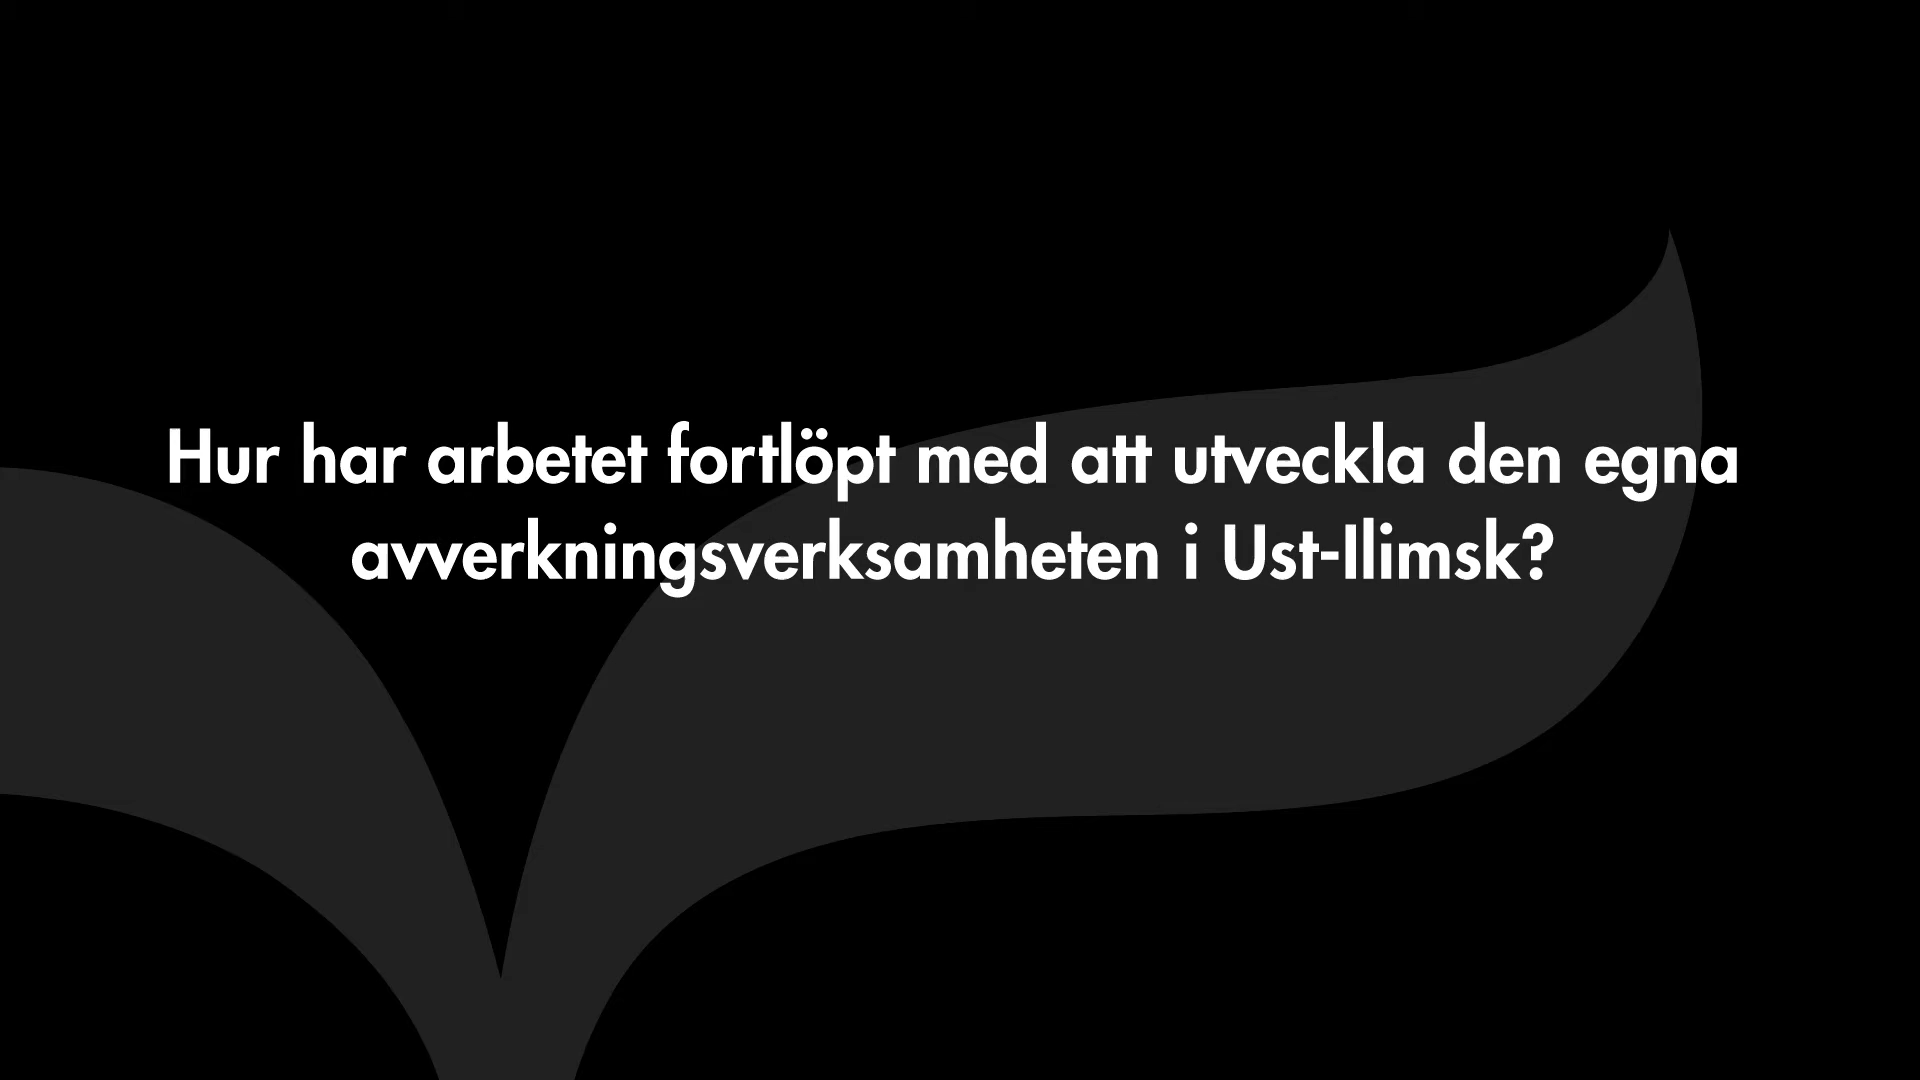 Hur har arbetet fortlöpt med att utveckla den egna
avverkningsverksamheten i Ust-Ilimsk?